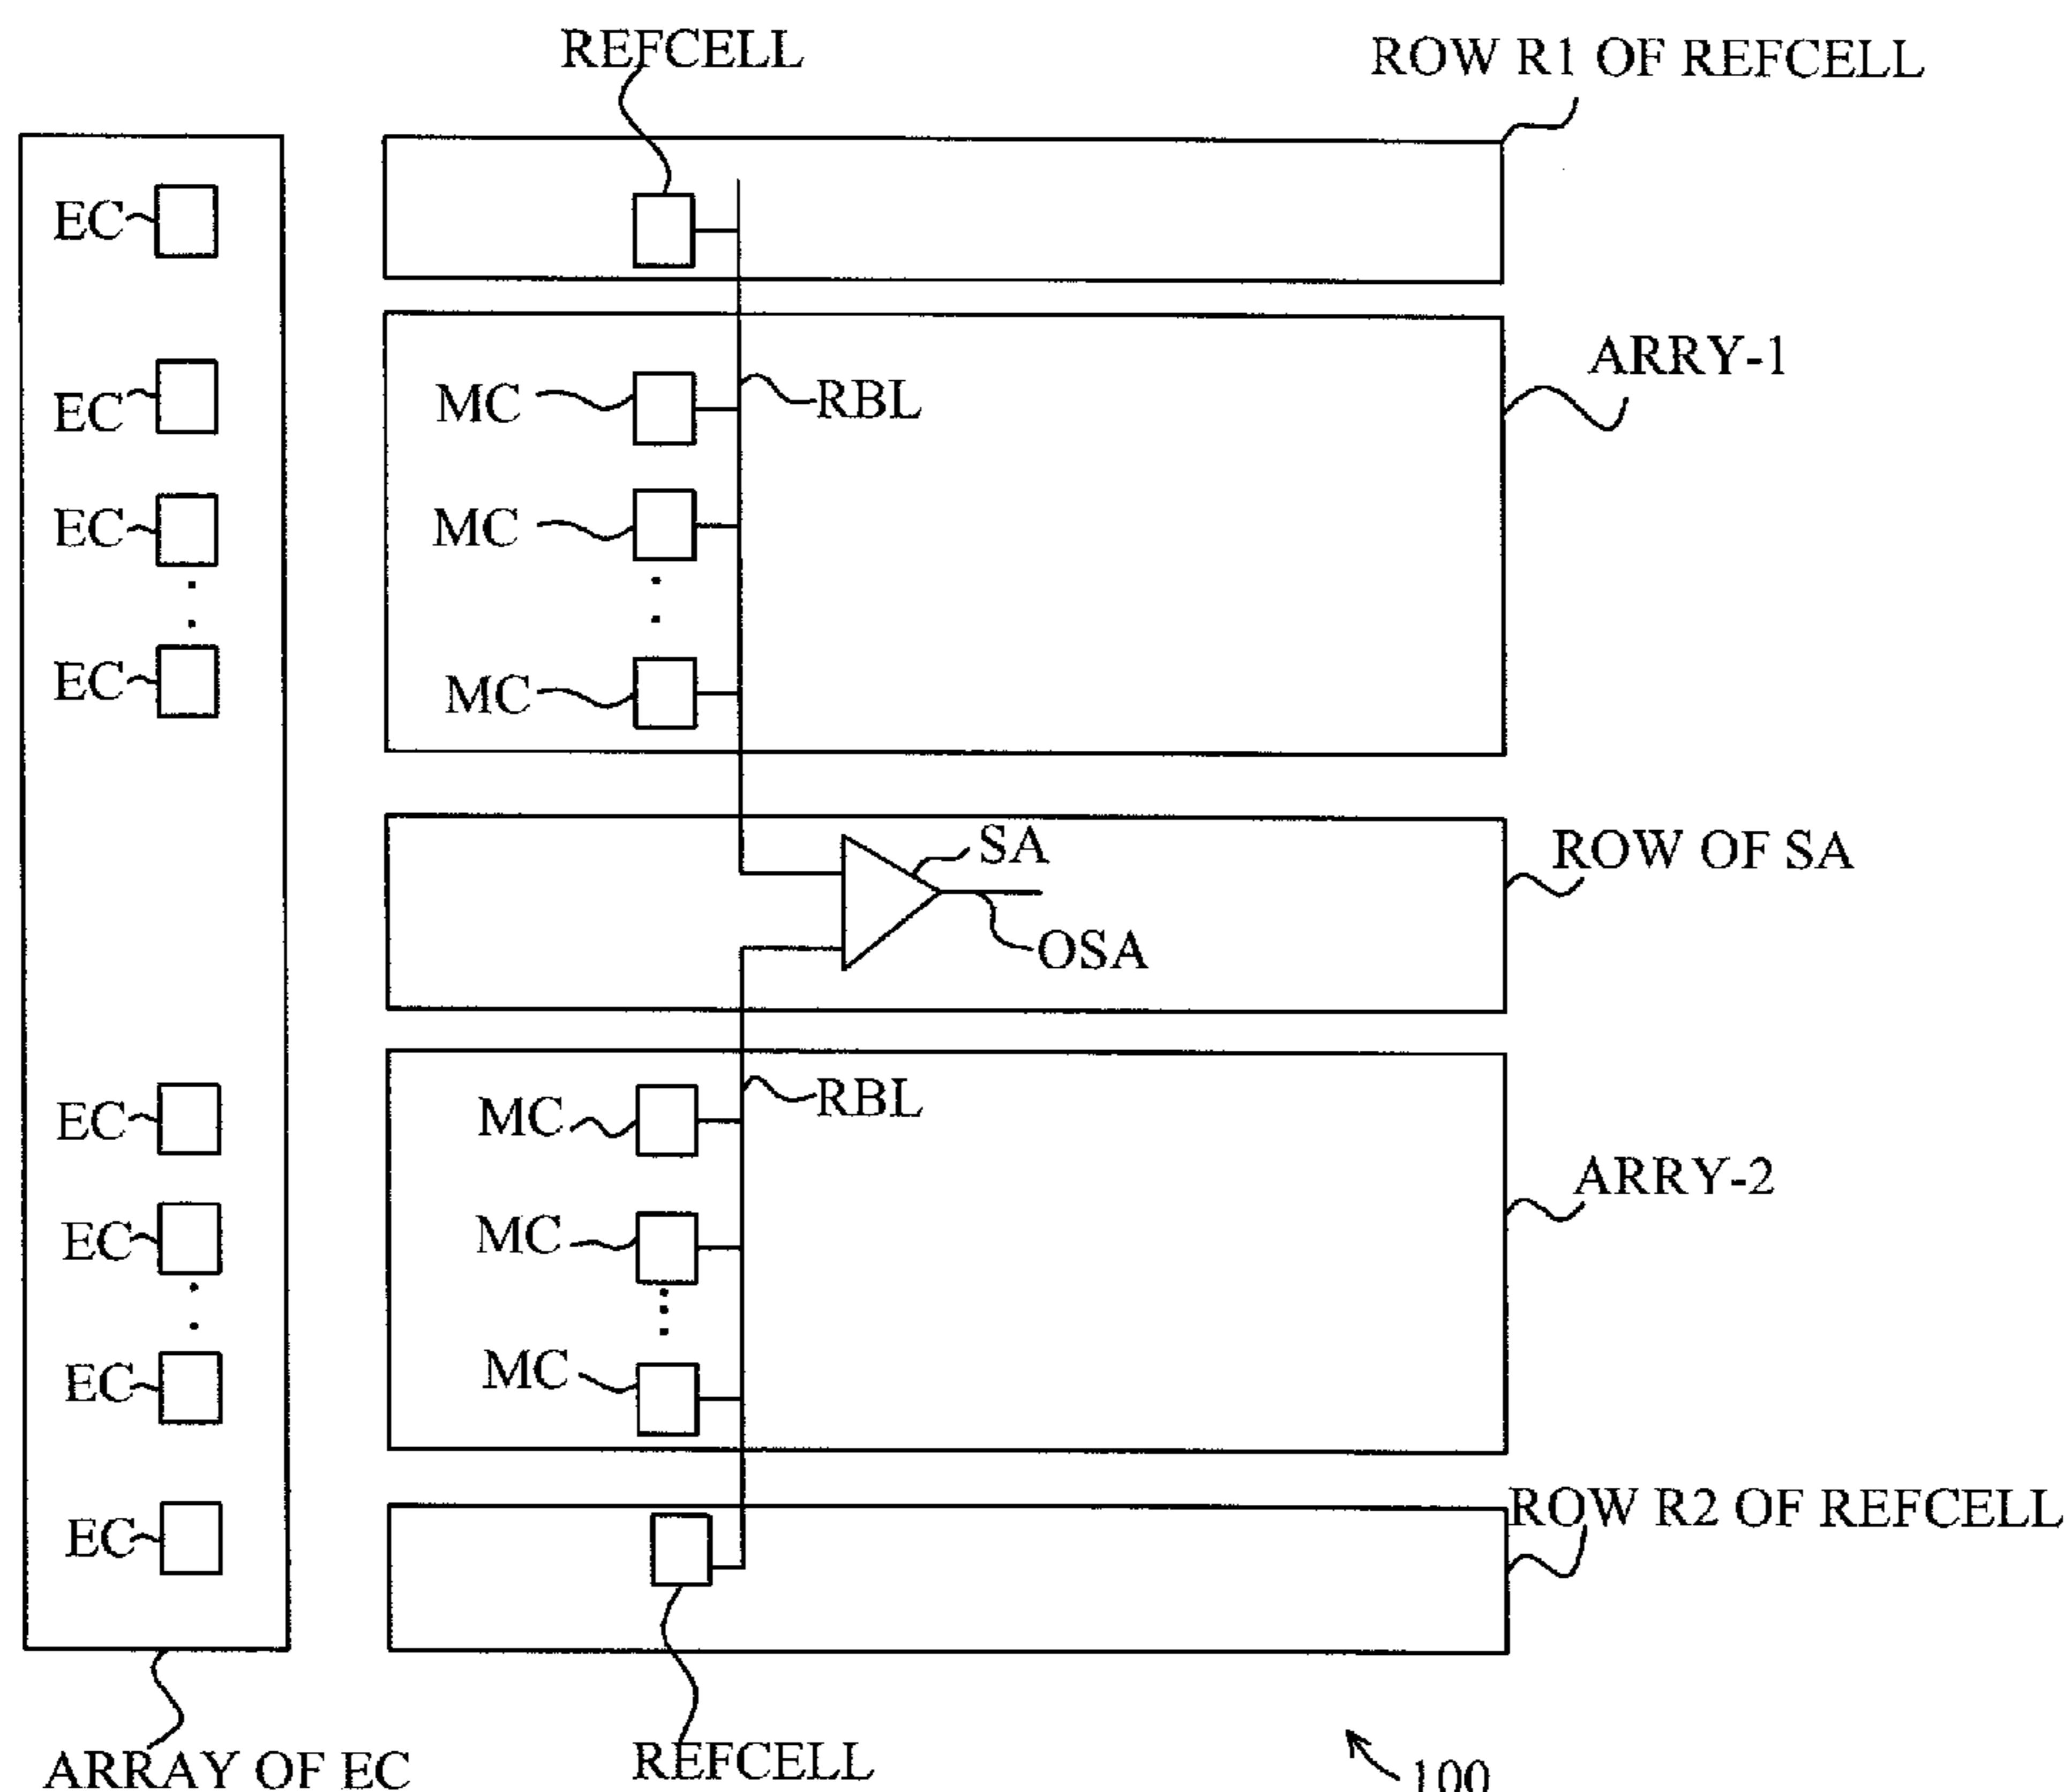 REFCELL
ROW R1 OF REFCELL
EC
EC
MC
RBL
ARRY-1
EC
MC
EC
MC
SA
ROW OF SA
OSA
EC
MC
RBL
ARRY-2
EC
MC
EC
MC
ROW R2 OF REFCELL
EC
ARRAY OF EC
REFCELL
100